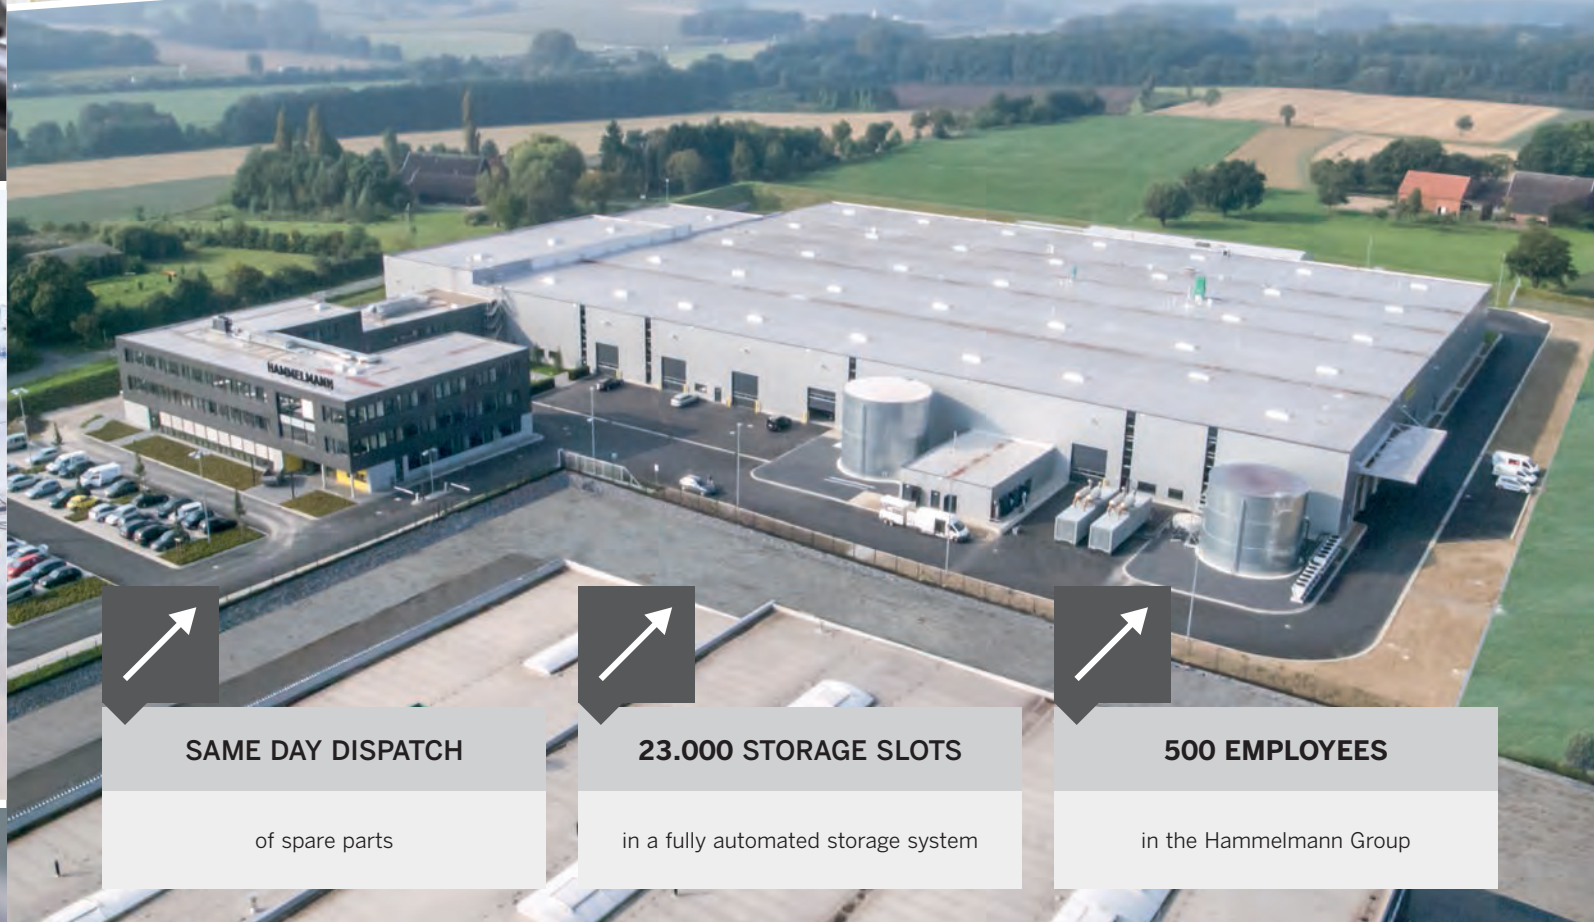 HAMMELMANN
SAME DAY DISPATCH
of spare parts
23.000 STORAGE SLOTS
in a fully automated storage system
500 EMPLOYEES
in the Hammelmann Group